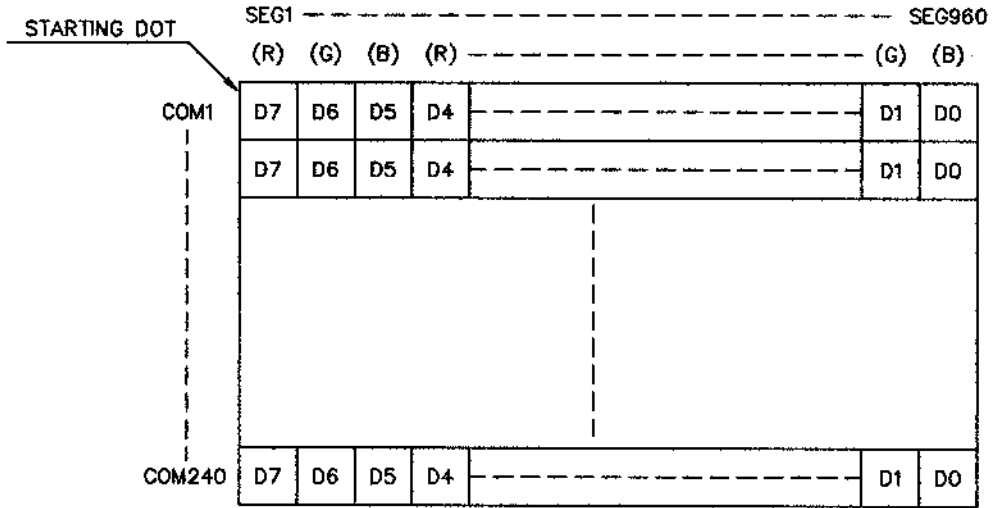 SEG1 SEG960
STARTING DOT
(R) (G) (B) (R) (G) (B)
COM1 D7 D6 D5 D4 D1 D0
D7 D6 D5 D4 D1 D0
COM240 D7 D6 D5 D4 D1 D0